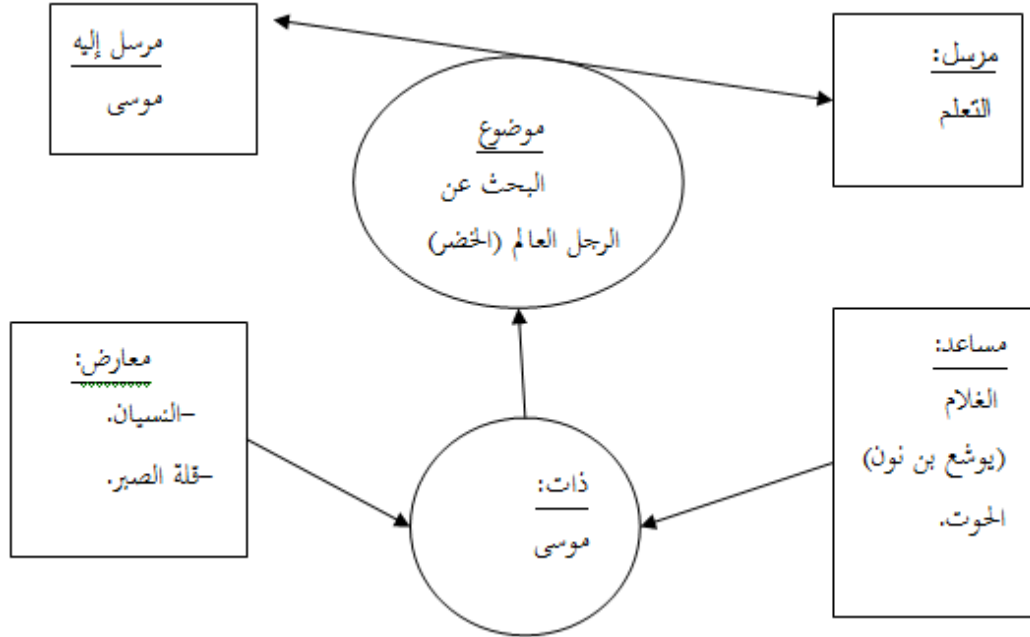 مرسل:
التعلم
موضوع
البحث عن
الرجل العالم (الخضر)
مرسل إليه
موسى
مساعد:
الغلام
(يوشع بن نون)
الحوت.
ذات:
موسى
معارض:
-النسيان.
-قلة الصبر.